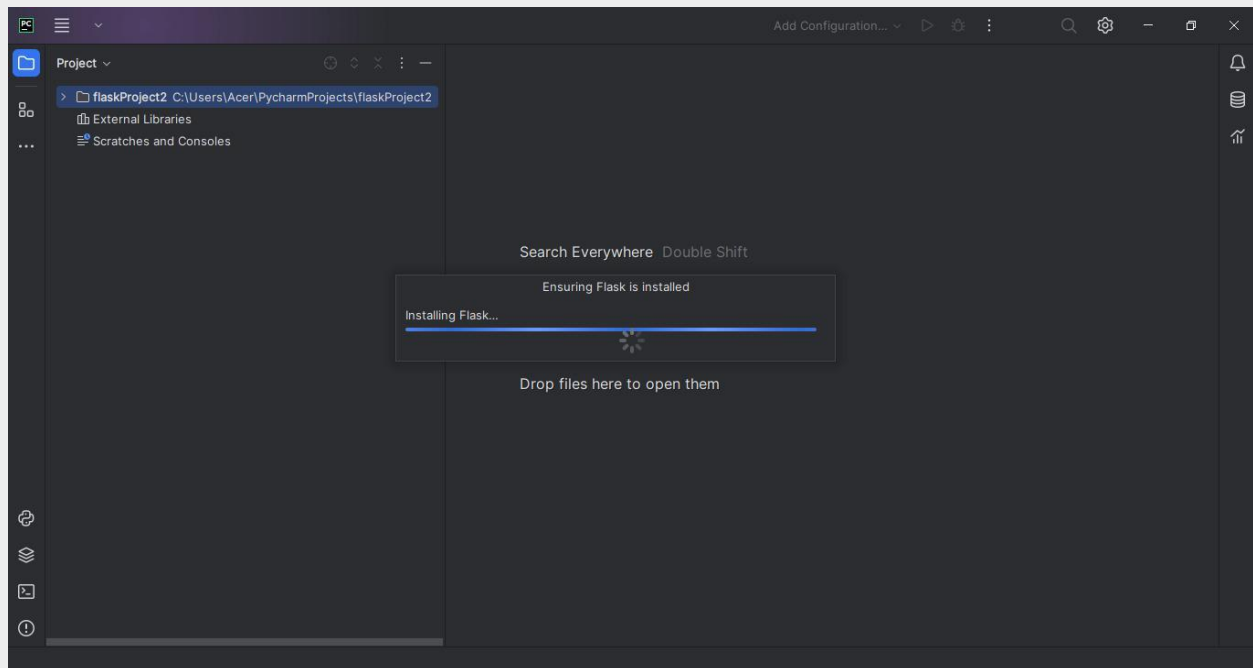 PC
Add Configuration...
Project
flaskProject2 C:\Users\Acer\PycharmProjects\flaskProject2
External Libraries
Scratches and Consoles
Search Everywhere Double Shift
Ensuring Flask is installed
Installing Flask...
Drop files here to open them